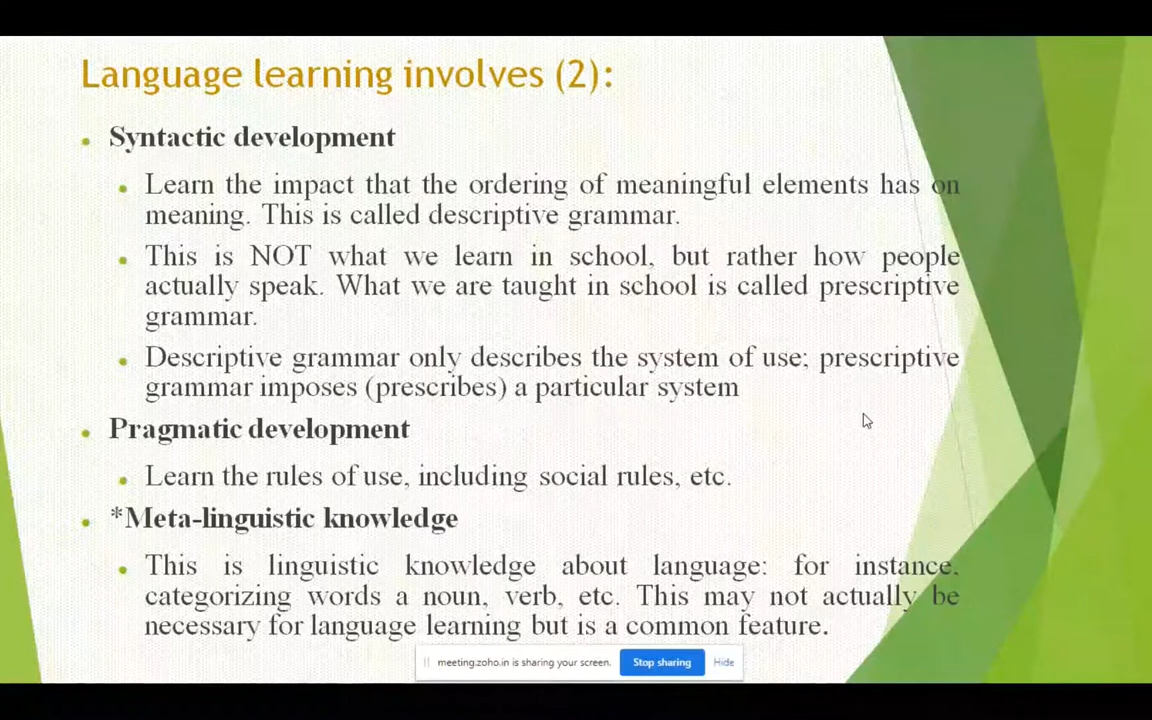 Language learning involves (2):
Syntactic development
Learn the impact that the ordering of meaningful elements has on
meaning. This is called descriptive grammar.
This is NOT what we learn in school, but rather how people
actually speak. What we are taught in school is called prescriptive
grammar.
Descriptive grammar only describes the system of use; prescriptive
grammar imposes (prescribes) a particular system
Pragmatic development
Learn the rules of use, including social rules, etc.
*Meta-linguistic knowledge
This is linguistic knowledge about language: for instance,
categorizing words a noun, verb, etc. This may not actually be
necessary for language learning but is a common feature.
meeting.zoho.in is sharing your screen. Stop sharing Hide